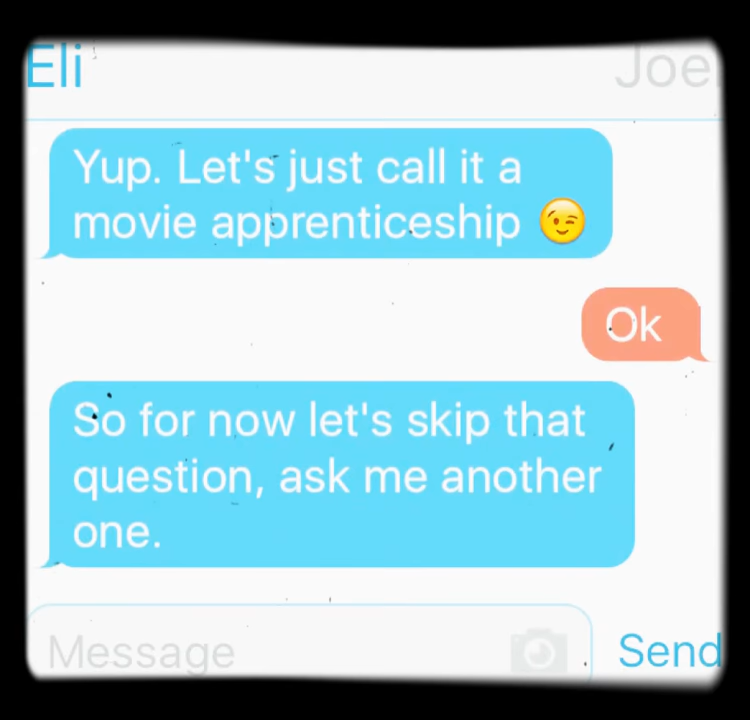 Eli Joe
Yup. Let's just call it a
movie apprenticeship 😉
Ok
So for now let's skip that
question, ask me another
one.
Message Send